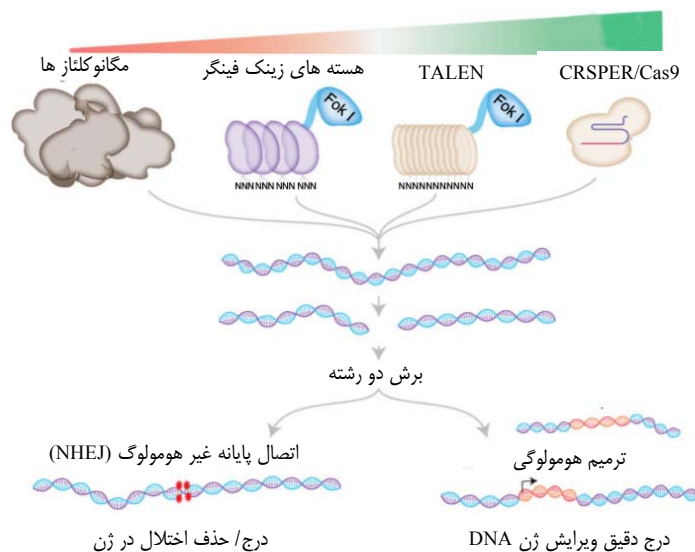 مگانوکلئاز ها
هسته های زینک فینگر
TALEN
CRSPER/Cas9
Fok I
Fok I
NNN NNN NNN NNN
NNNNNNNNNNN
برش دو رشته
اتصال پایانه غیر هومولوگ (NHEJ)
ترمیم هومولوگی
درج/ حذف اختلال در ژن
درج دقیق ویرایش ژن DNA